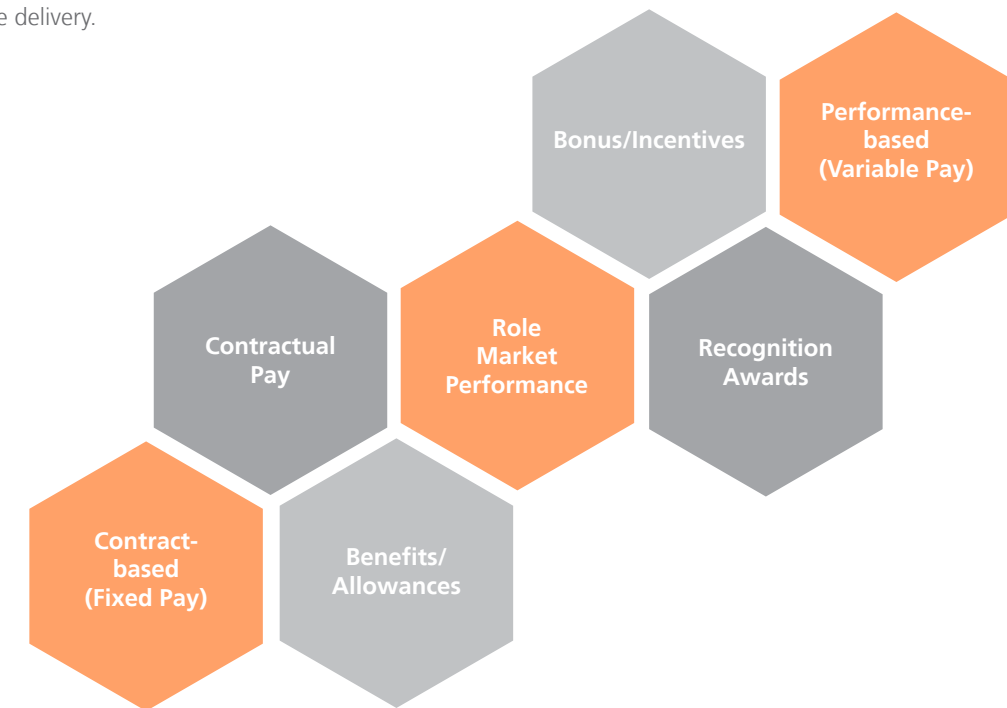 e delivery.
Bonus/Incentives
Performance-
based
(Variable Pay)
Contractual
Pay
Role
Market
Performance
Recognition
Awards
Contract-
based
(Fixed Pay)
Benefits/
Allowances